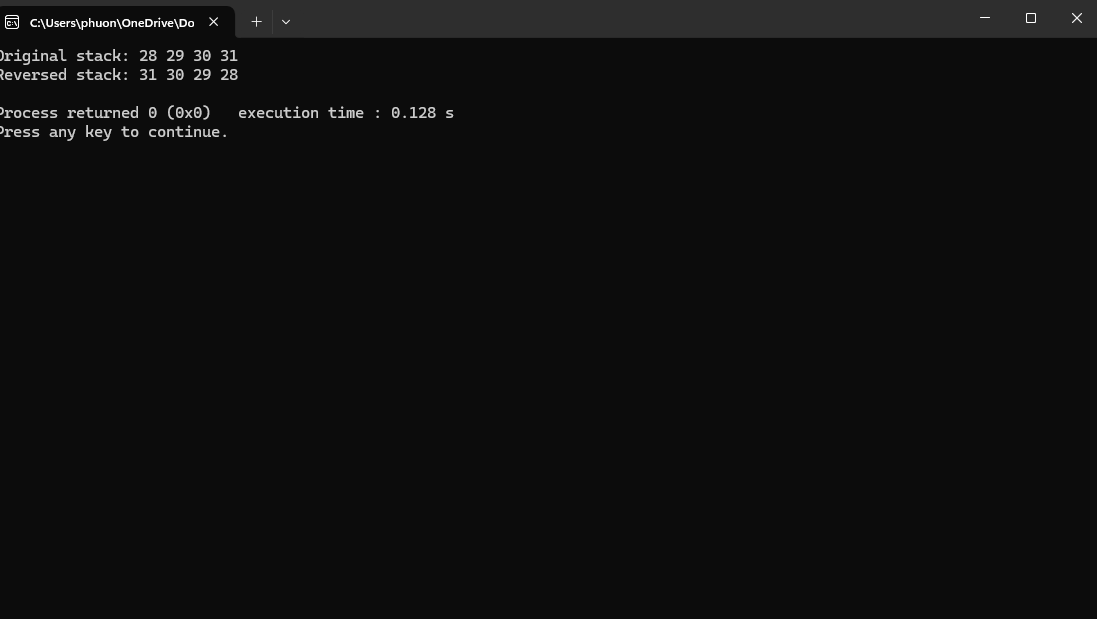 C:\Users\phuon\OneDrive\Do
Original stack: 28 29 30 31
Reversed stack: 31 30 29 28
Process returned 0 (0x0)   execution time : 0.128 s
Press any key to continue.